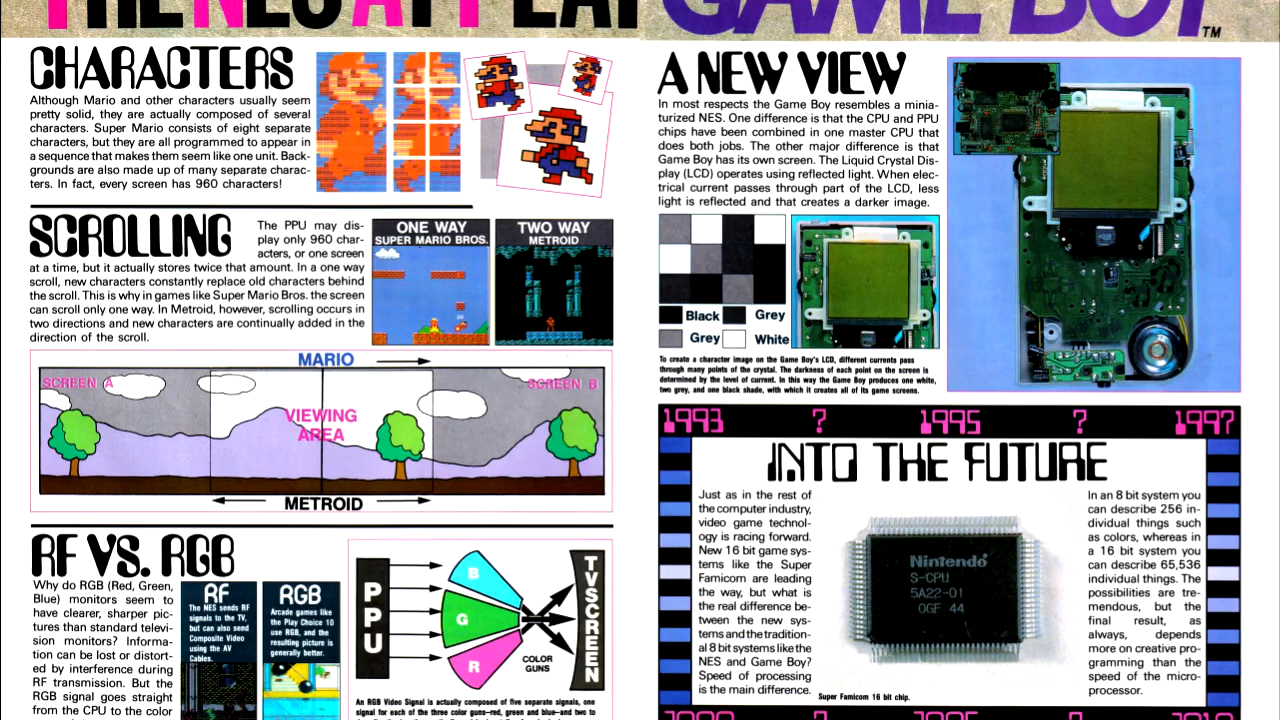 THE NES APPEAL
GAME BOY
TM
CHARACTERS
Although Mario and other characters usually seem
pretty solid, they are actually composed of several
characters. Super Mario consists of eight separate
characters, but they are all programmed to appear in
a sequence that makes them seem like one unit. Back-
grounds are also made up of many separate charac-
ters. In fact, every screen has 960 characters!
SCROLLING
The PPU may dis-
play only 960 char-
acters, or one screen
at a time, but it actually stores twice that amount. In a one way
scroll, new characters constantly replace old characters behind
the scroll. This is why in games like Super Mario Bros. the screen
can scroll only one way. In Metroid, however, scrolling occurs in
two directions and new characters are continually added in the
direction of the scroll.
ONE WAY
SUPER MARIO BROS.
TWO WAY
METROID
MARIO
SCREEN A
SCREEN B
VIEWING
AREA
METROID
RF VS. RGB
Why do RGB (Red, Green,
Blue) monitors seem to
have clearer, sharper pic-
tures than standard televi-
sion monitors? Informa-
tion can be lost or distort-
ed by interference during
RF transmission. But the
RGB signal goes straight
from the CPU to the color
RF
The NES sends RF
signals to the TV,
but can also send
Composite Video
using the AV
Cables.
RGB
Arcade games like
the Play Choice 10
use RGB, and the
resulting picture is
generally better.
PPU
B
G
R
COLOR
GUNS
TV SCREEN
An RGB Video Signal is actually composed of five separate signals, one
signal for each of the three color guns—red, green and blue—and two to
A NEW VIEW
In most respects the Game Boy resembles a minia-
turized NES. One difference is that the CPU and PPU
chips have been combined in one master CPU that
does both jobs. The other major difference is that
Game Boy has its own screen. The Liquid Crystal Dis-
play (LCD) operates using reflected light. When elec-
trical current passes through part of the LCD, less
light is reflected and that creates a darker image.
Black Grey
Grey White
To create a character image on the Game Boy's LCD, different currents pass
through many points of the crystal. The darkness of each point on the screen is
determined by the level of current. In this way the Game Boy produces one white,
two grey, and one black shade, with which it creates all of its game screens.
1993 ? 1995 ? 1997
INTO THE FUTURE
Just as in the rest of
the computer industry,
video game technol-
ogy is racing forward.
New 16 bit game sys-
tems like the Super
Famicom are leading
the way, but what is
the real difference be-
tween the new sys-
tems and the tradition-
al 8 bit systems like the
NES and Game Boy?
Speed of processing
is the main difference.
Nintendo
S-CPU
5A22-01
0GF 44
Super Famicom 16 bit chip.
In an 8 bit system you
can describe 256 in-
dividual things such
as colors, whereas in
a 16 bit system you
can describe 65,536
individual things. The
possibilities are tre-
mendous, but the
final result, as
always, depends
more on creative pro-
gramming than the
speed of the micro-
processor.